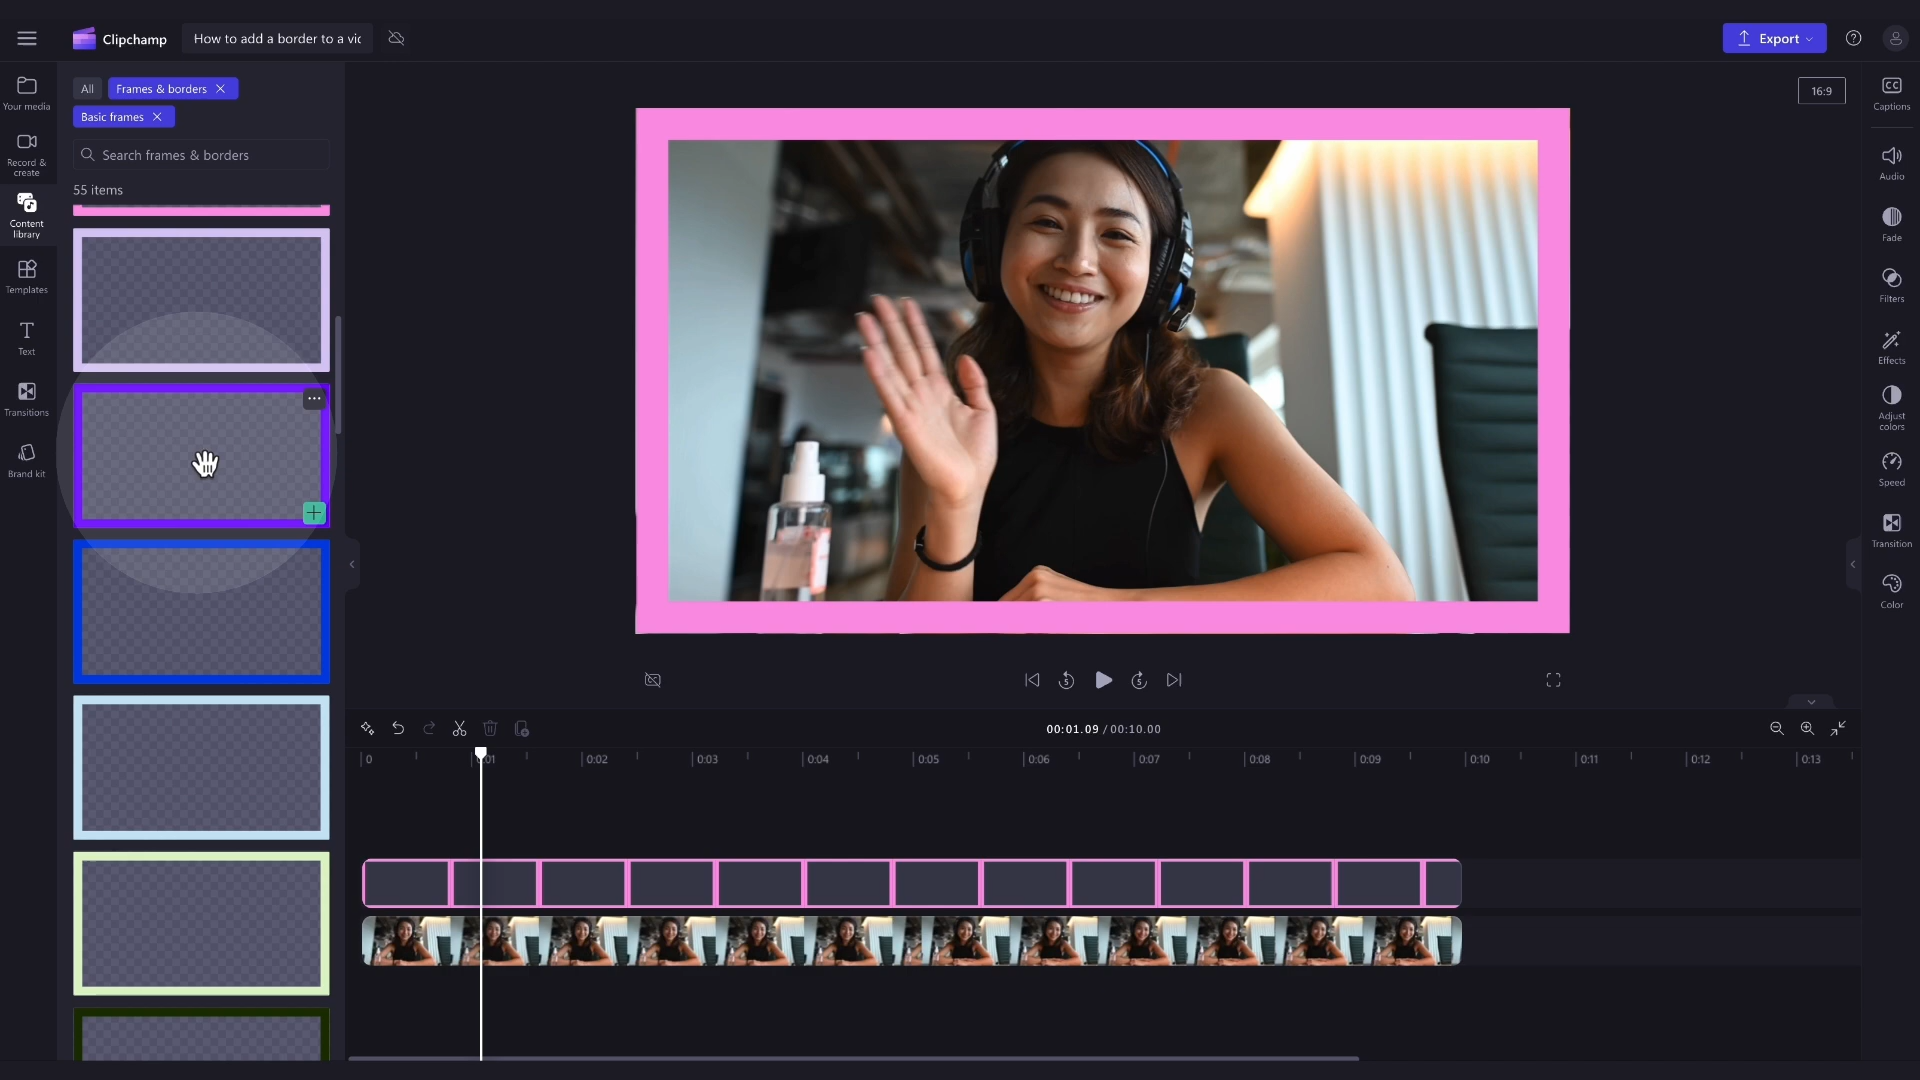 Clipchamp
How to add a border to a vic
Export
All
Frames & borders
Basic frames
Search frames & borders
55 items
Your media
Record &
create
Content
library
Templates
Text
Transitions
Brand kit
16:9
Captions
Audio
Fade
Filters
Effects
Adjust
colors
Speed
Transition
Color
5
5
00:01.09 / 00:10.00
0
0:01
0:02
0:03
0:04
0:05
0:06
0:07
0:08
0:09
0:10
0:11
0:12
0:13